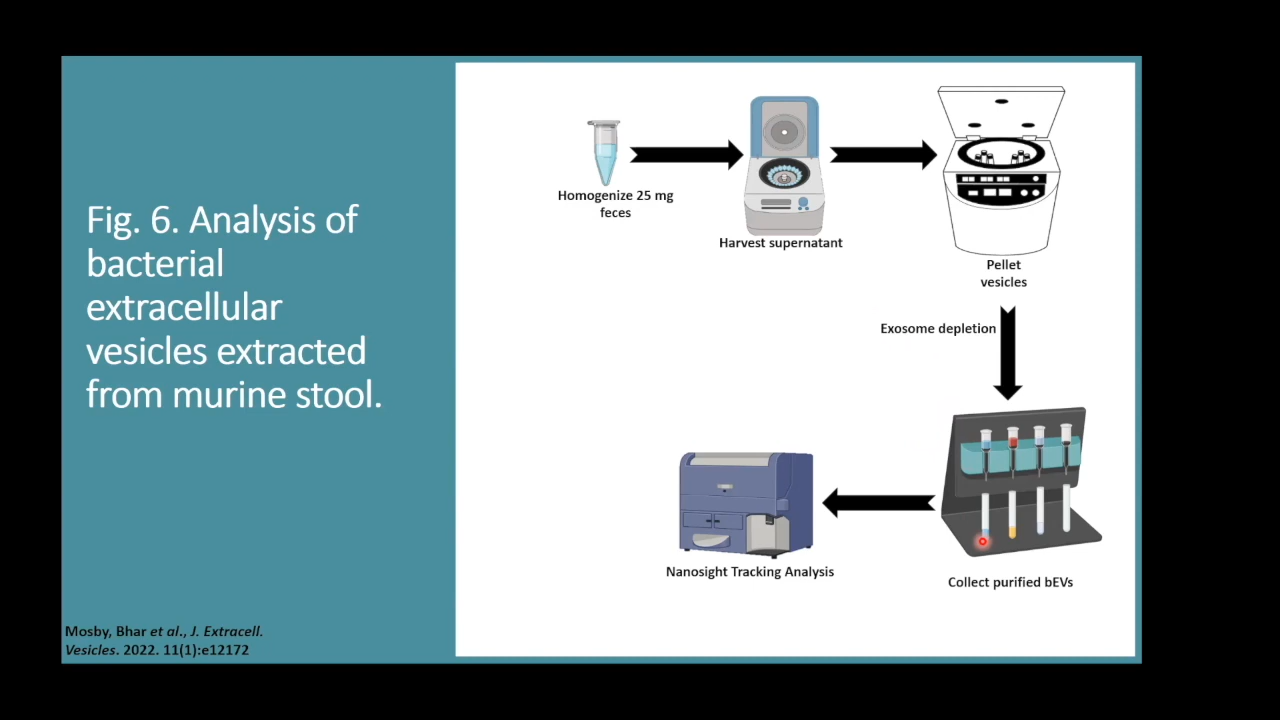 Fig. 6. Analysis of
bacterial
extracellular
vesicles extracted
from murine stool.
Mosby, Bhar et al., J. Extracell.
Vesicles. 2022. 11(1):e12172
Homogenize 25 mg
feces
Harvest supernatant
Pellet
vesicles
Exosome depletion
Collect purified bEVs
Nanosight Tracking Analysis